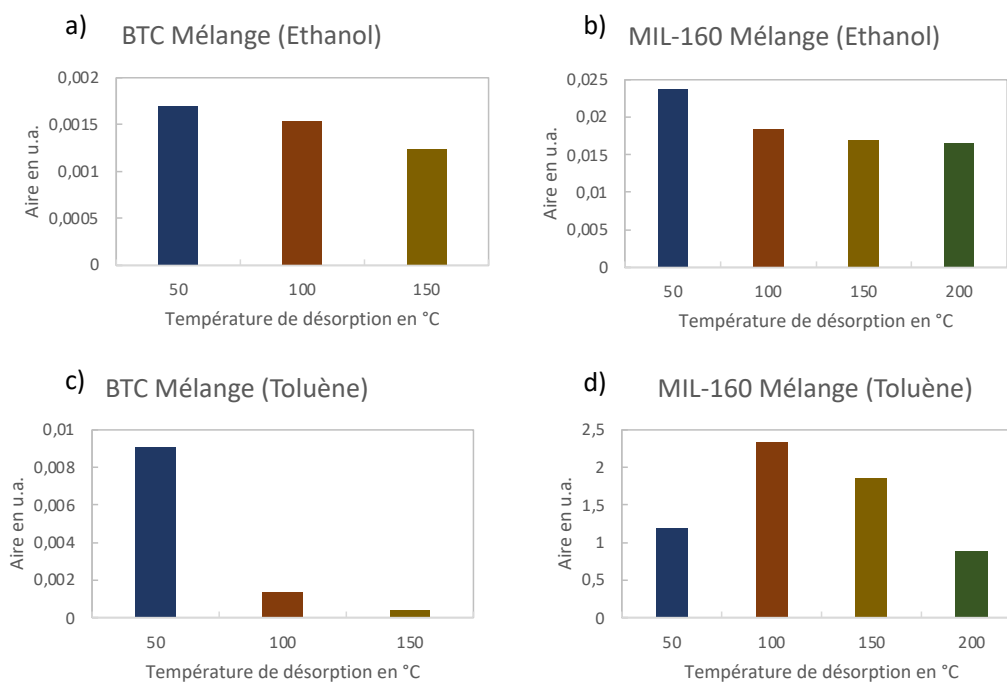 a) BTC Mélange (Ethanol)
Aire en u.a.
0,002
0,0015
0,001
0,0005
0
50 100 150
Température de désorption en °C
b) MIL-160 Mélange (Ethanol)
Aire en u.a.
0,025
0,02
0,015
0,01
0,005
0
50 100 150 200
Température de désorption en °C
c) BTC Mélange (Toluène)
Aire en u.a.
0,01
0,008
0,006
0,004
0,002
0
50 100 150
Température de désorption en °C
d) MIL-160 Mélange (Toluène)
Aire en u.a.
2,5
2
1,5
1
0,5
0
50 100 150 200
Température de désorption en °C